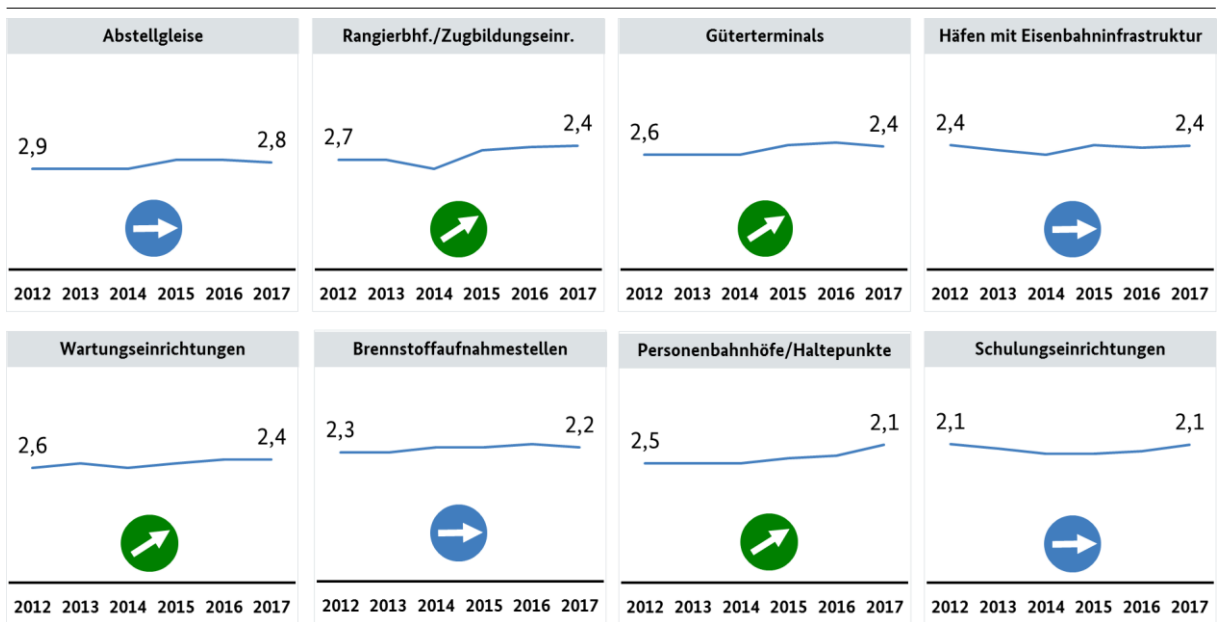 Abstellgleise
2,9
2,8
2012 2013 2014 2015 2016 2017
Rangierbhf./Zugbildungseinr.
2,7
2,4
2012 2013 2014 2015 2016 2017
Güterterminals
2,6
2,4
2012 2013 2014 2015 2016 2017
Häfen mit Eisenbahninfrastruktur
2,4
2,4
2012 2013 2014 2015 2016 2017
Wartungseinrichtungen
2,6
2,4
2012 2013 2014 2015 2016 2017
Brennstoffaufnahmestellen
2,3
2,2
2012 2013 2014 2015 2016 2017
Personenbahnhöfe/Haltepunkte
2,5
2,1
2012 2013 2014 2015 2016 2017
Schulungseinrichtungen
2,1
2,1
2012 2013 2014 2015 2016 2017